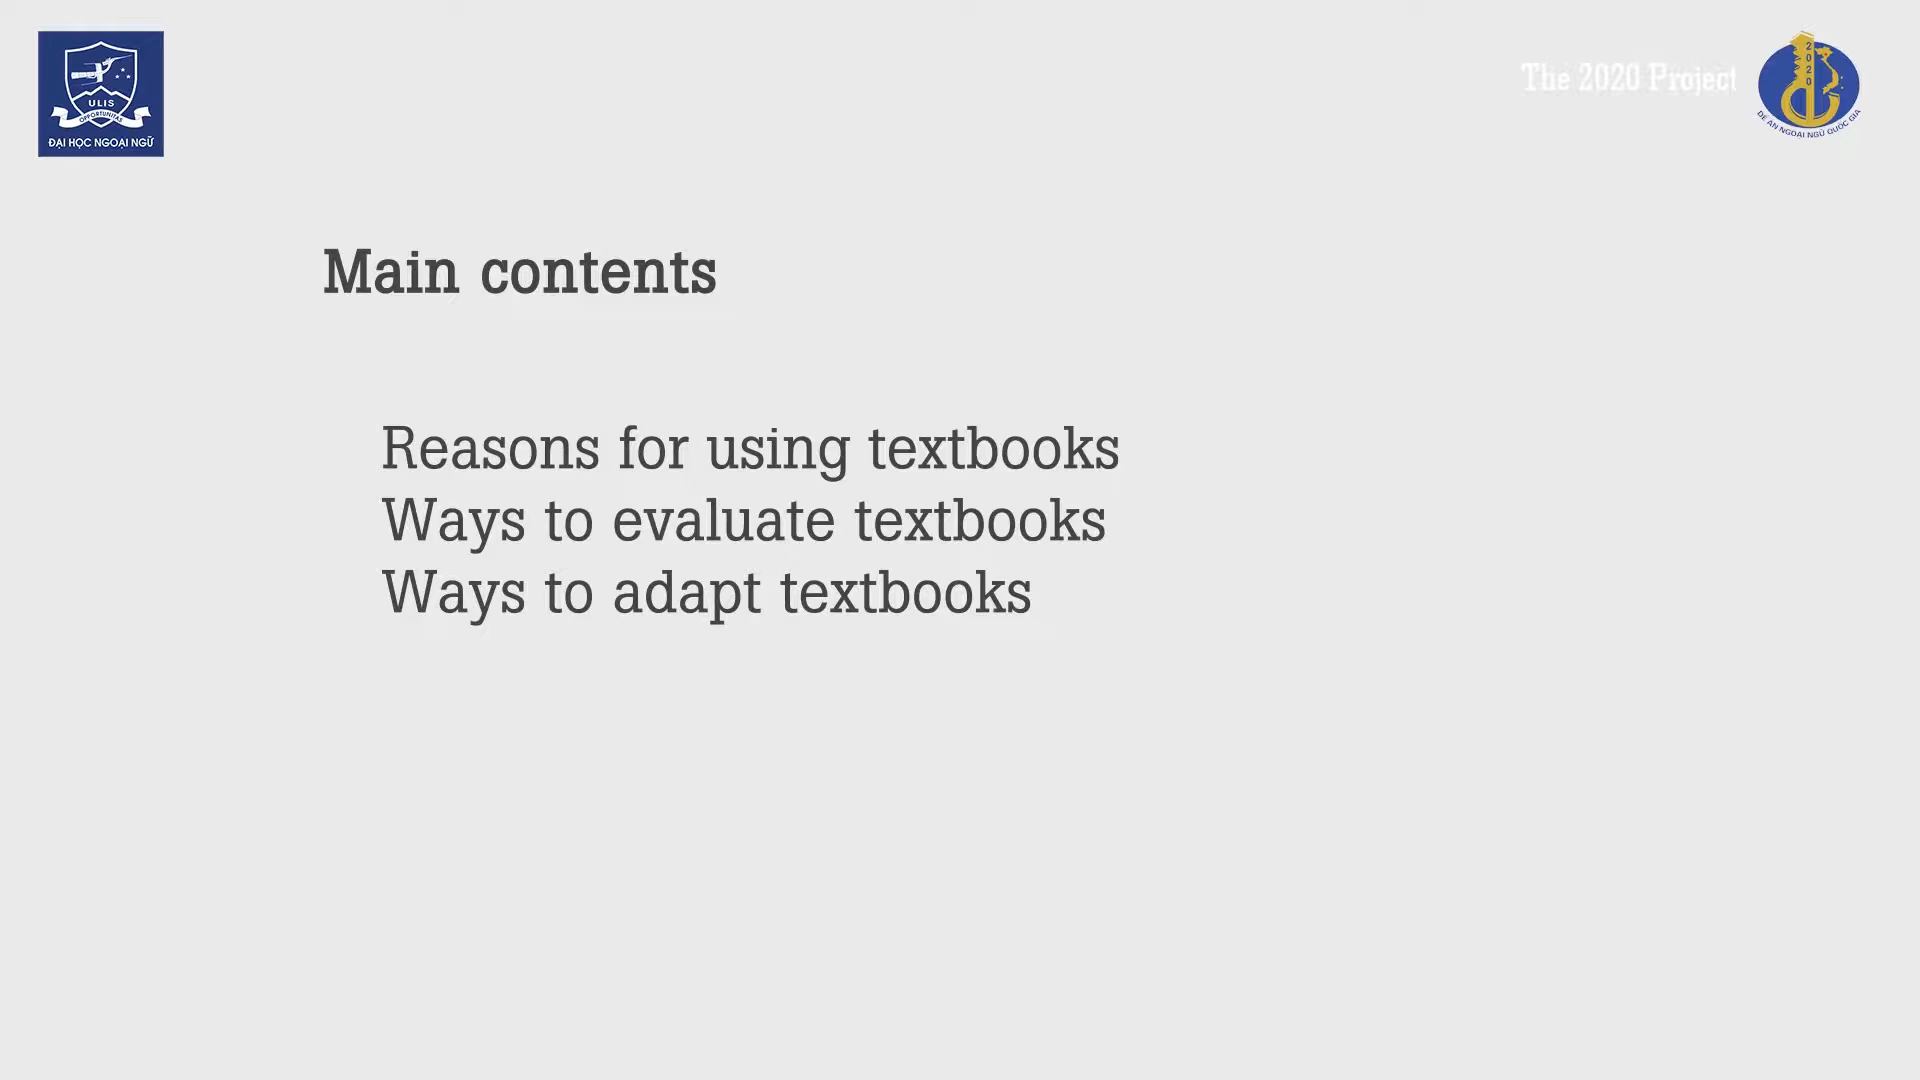 ULIS
OPPORTUNITAS
ĐẠI HỌC NGOẠI NGỮ
The 2020 Project
2020
ĐỀ ÁN NGOẠI NGỮ QUỐC GIA
Main contents
Reasons for using textbooks
Ways to evaluate textbooks
Ways to adapt textbooks